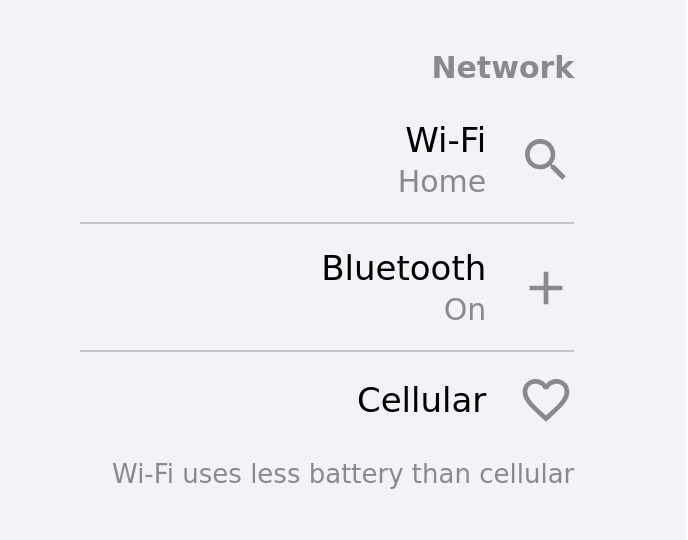 Network
Wi-Fi
Home
Bluetooth
On
Cellular
Wi-Fi uses less battery than cellular